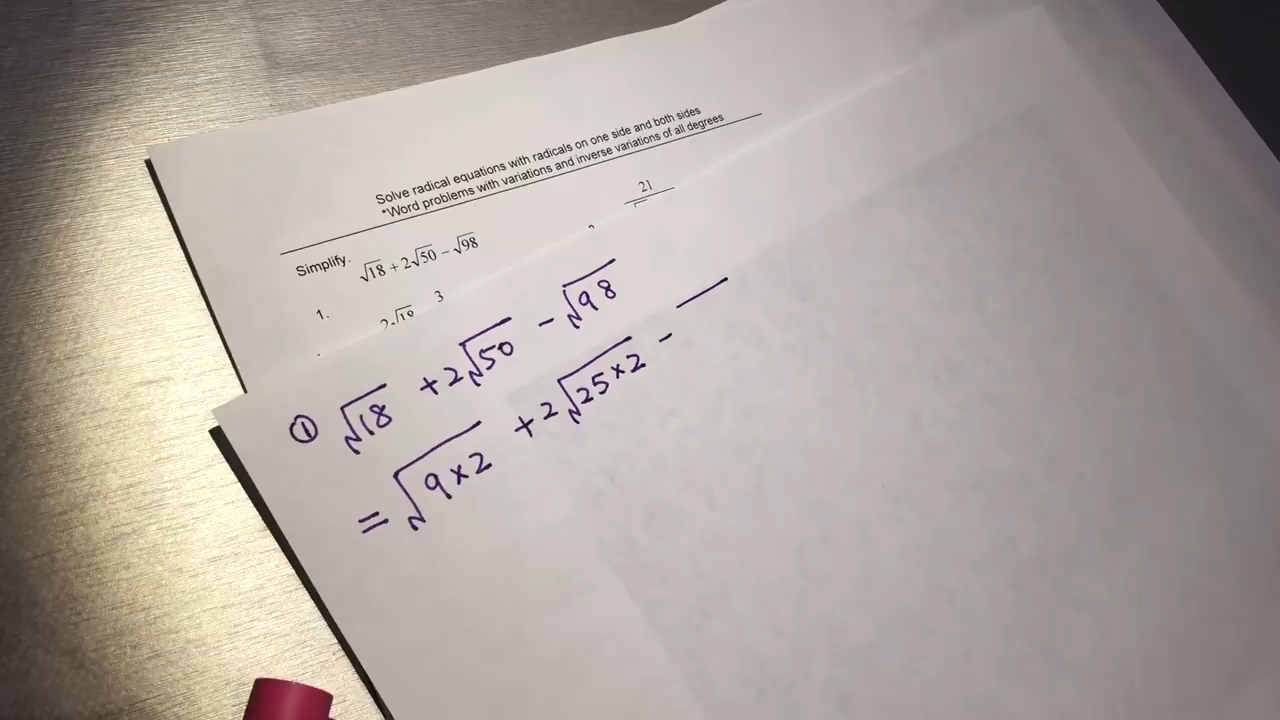 Solve radical equations with radicals on one side and both sides
*Word problems with variations and inverse variations of all degrees
Simplify.
1. √18 + 2√50 − √98
21
3
① √18 + 2√50 − √98
= √9×2 + 2√25×2 −